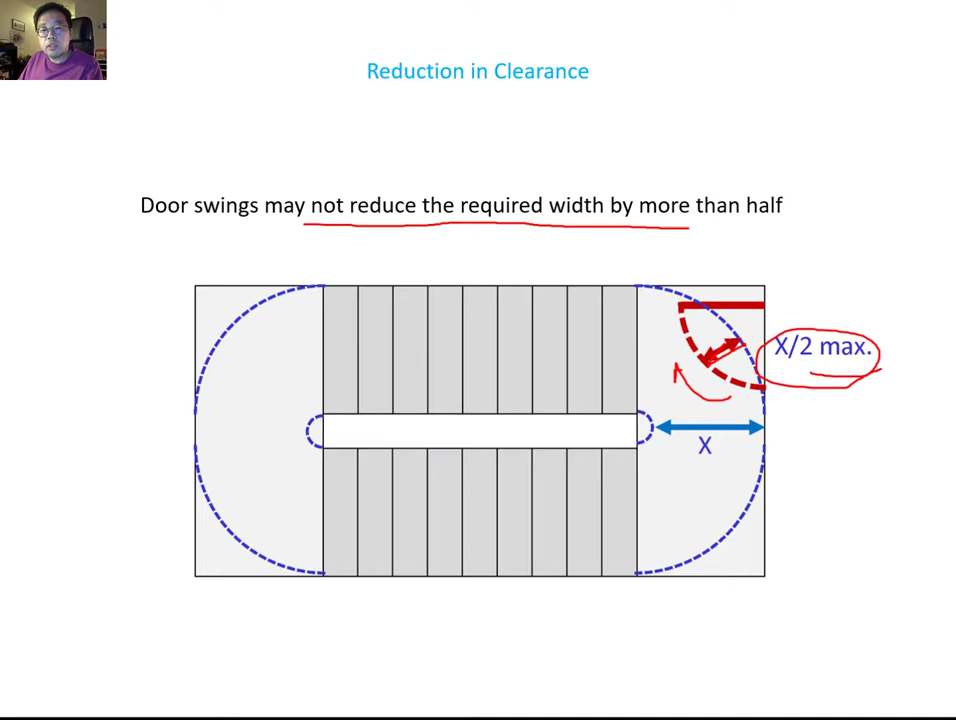 Reduction in Clearance
Door swings may not reduce the required width by more than half
X/2 max.
X